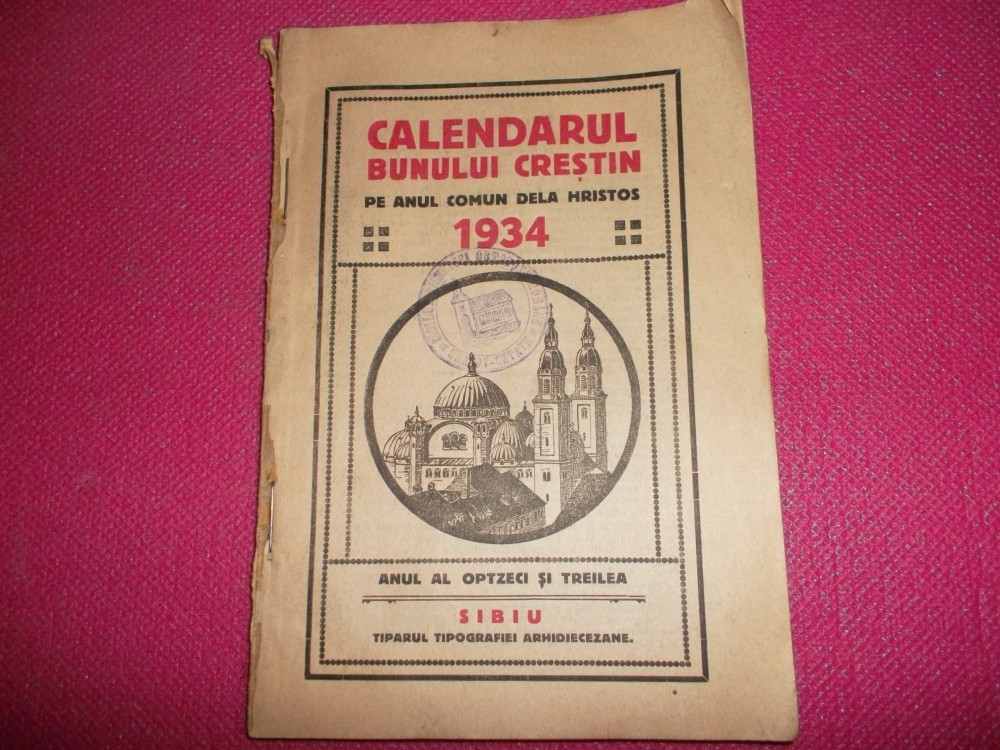 CALENDARUL
BUNULUI CREȘTIN
PE ANUL COMUN DELA HRISTOS
1934
ANUL AL OPTZECI ȘI TREILEA
SIBIU
TIPARUL TIPOGRAFIEI ARHIDIECEZANE.